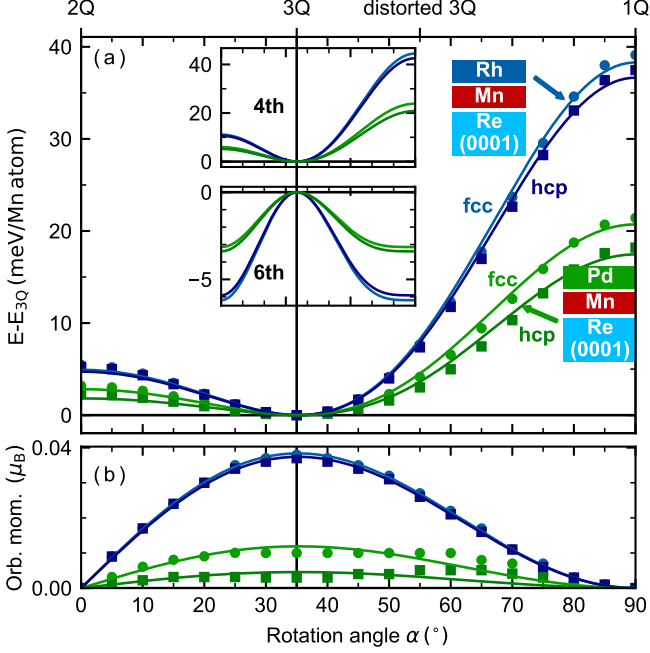 2Q 3Q distorted 3Q 1Q
(a)
40
30
20
10
0
E-E3Q (meV/Mn atom)
40
20
0
4th
0
−5
6th
Rh
Mn
Re
(0001)
fcc
hcp
fcc
hcp
Pd
Mn
Re
(0001)
(b)
0.04
0.00
Orb. mom. (μB)
0 10 20 30 40 50 60 70 80 90
Rotation angle α (°)